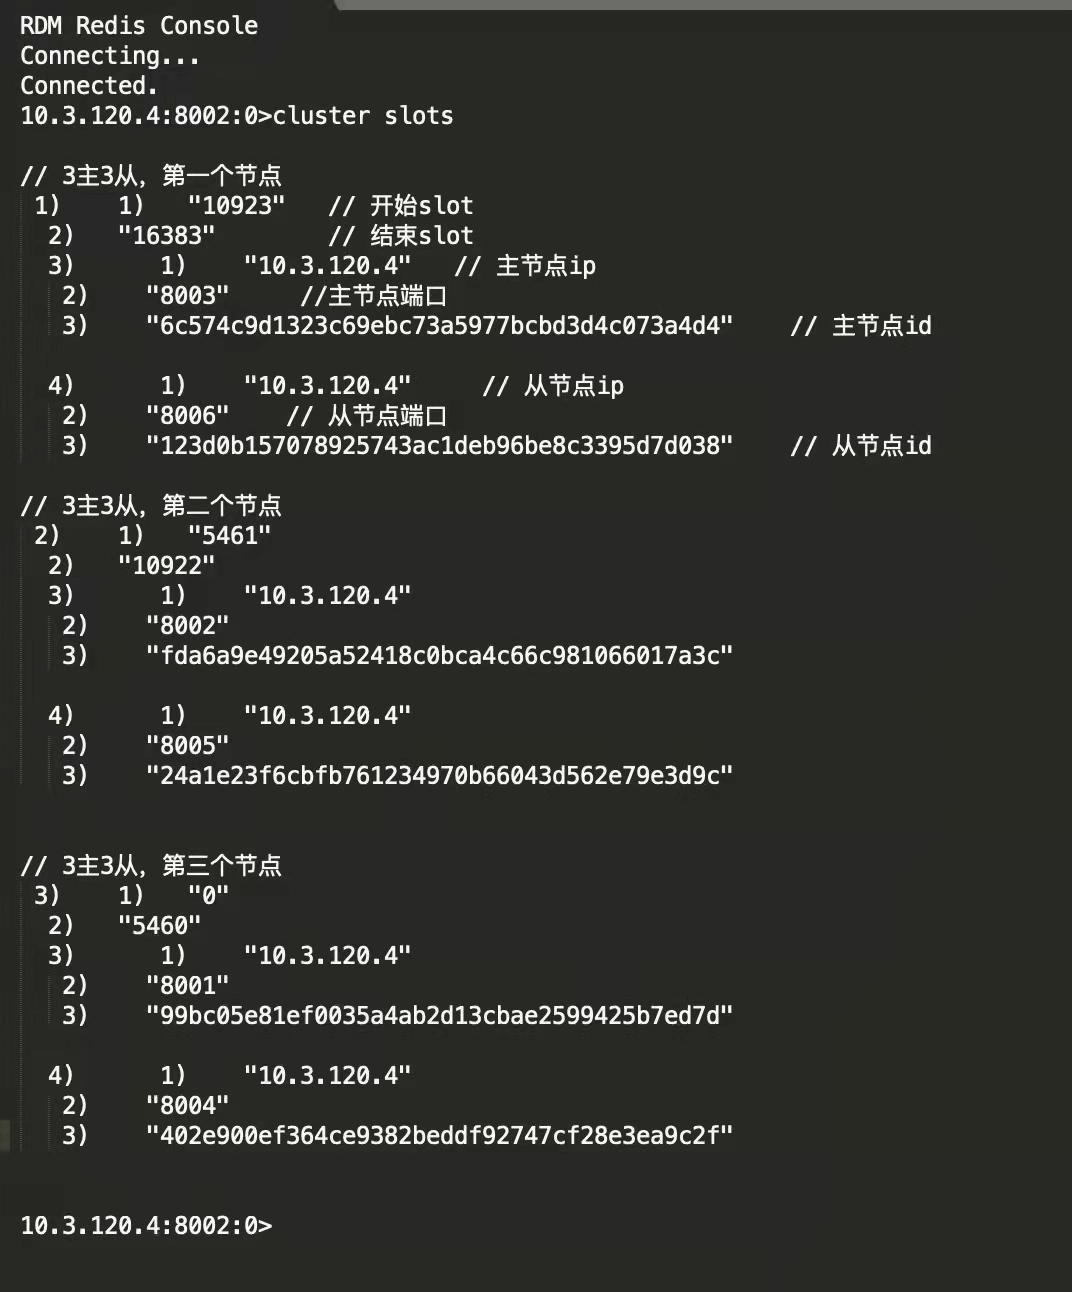 RDM Redis Console
Connecting...
Connected.
10.3.120.4:8002:0>cluster slots
// 3主3从，第一个节点
1) 1) "10923" // 开始slot
2) "16383" // 结束slot
3) 1) "10.3.120.4" // 主节点ip
2) "8003" //主节点端口
3) "6c574c9d1323c69ebc73a5977bcbd3d4c073a4d4" // 主节点id
4) 1) "10.3.120.4" // 从节点ip
2) "8006" // 从节点端口
3) "123d0b157078925743ac1deb96be8c3395d7d038" // 从节点id
// 3主3从，第二个节点
2) 1) "5461"
2) "10922"
3) 1) "10.3.120.4"
2) "8002"
3) "fda6a9e49205a52418c0bca4c66c981066017a3c"
4) 1) "10.3.120.4"
2) "8005"
3) "24a1e23f6cbfb761234970b66043d562e79e3d9c"
// 3主3从，第三个节点
3) 1) "0"
2) "5460"
3) 1) "10.3.120.4"
2) "8001"
3) "99bc05e81ef0035a4ab2d13cbae2599425b7ed7d"
4) 1) "10.3.120.4"
2) "8004"
3) "402e900ef364ce9382beddf92747cf28e3ea9c2f"
10.3.120.4:8002:0>